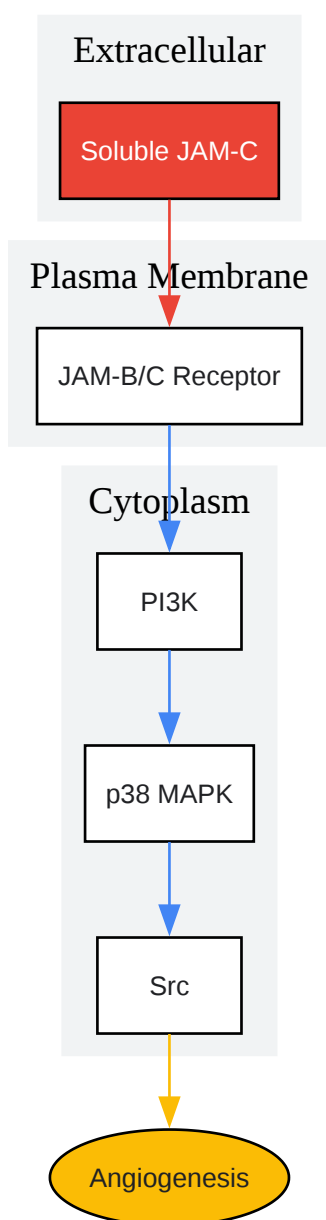 Extracellular
Soluble JAM-C
Plasma Membrane
JAM-B/C Receptor
Cytoplasm
PI3K
p38 MAPK
Src
Angiogenesis